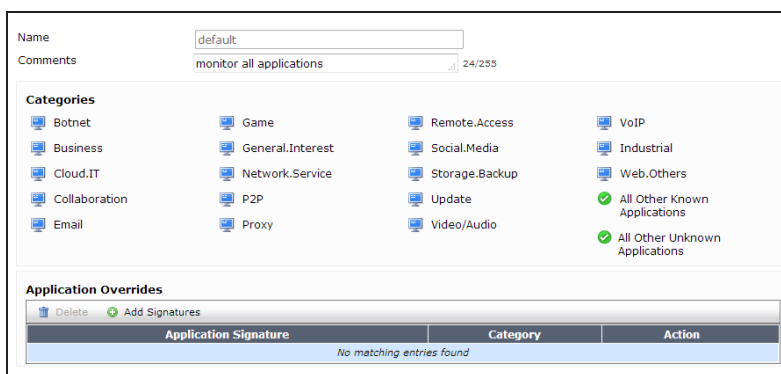 Name default
Comments monitor all applications 24/255
Categories
Botnet Game Remote.Access VoIP
Business General.Interest Social.Media Industrial
Cloud.IT Network.Service Storage.Backup Web.Others
Collaboration P2P Update All Other Known Applications
Email Proxy Video/Audio All Other Unknown Applications
Application Overrides
Delete Add Signatures
Application Signature Category Action
No matching entries found